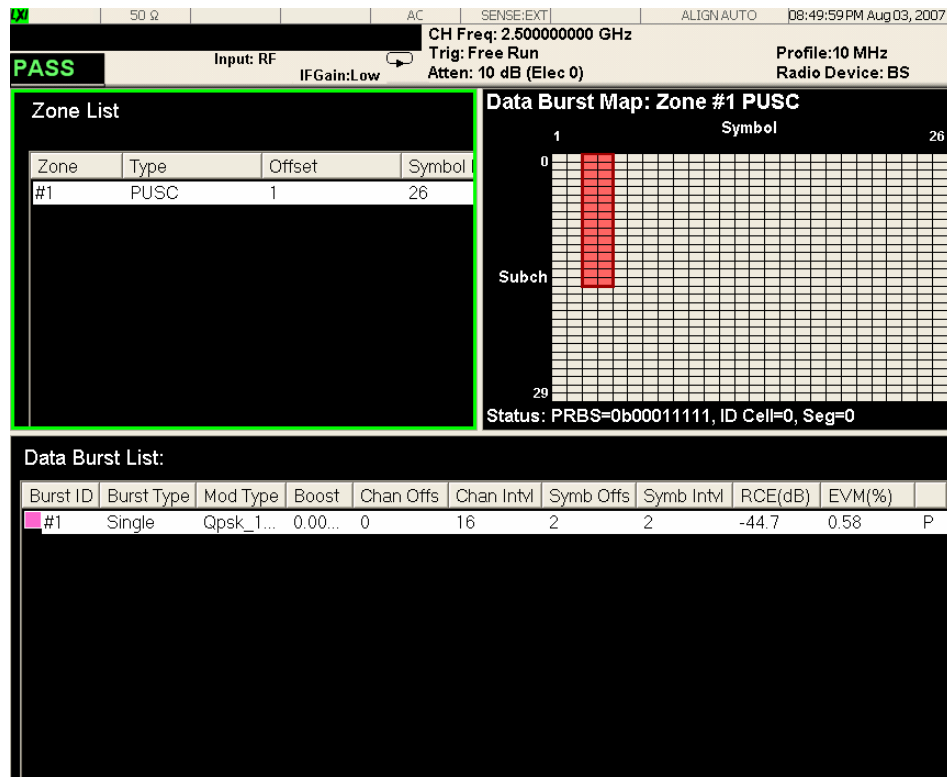 LXI 50 Ω AC SENSE:EXT ALIGN AUTO 08:49:59 PM Aug 03, 2007
CH Freq: 2.500000000 GHz
Input: RF Trig: Free Run Profile:10 MHz
PASS IFGain:Low Atten: 10 dB (Elec 0) Radio Device: BS
Zone List
Zone Type Offset Symbol I
#1 PUSC 1 26
Data Burst Map: Zone #1 PUSC
Symbol
1 26
0
Subch
29
Status: PRBS=0b00011111, ID Cell=0, Seg=0
Data Burst List:
Burst ID Burst Type Mod Type Boost Chan Offs Chan Intvl Symb Offs Symb Intvl RCE(dB) EVM(%)
#1 Single Qpsk_1... 0.00... 0 16 2 2 -44.7 0.58 P